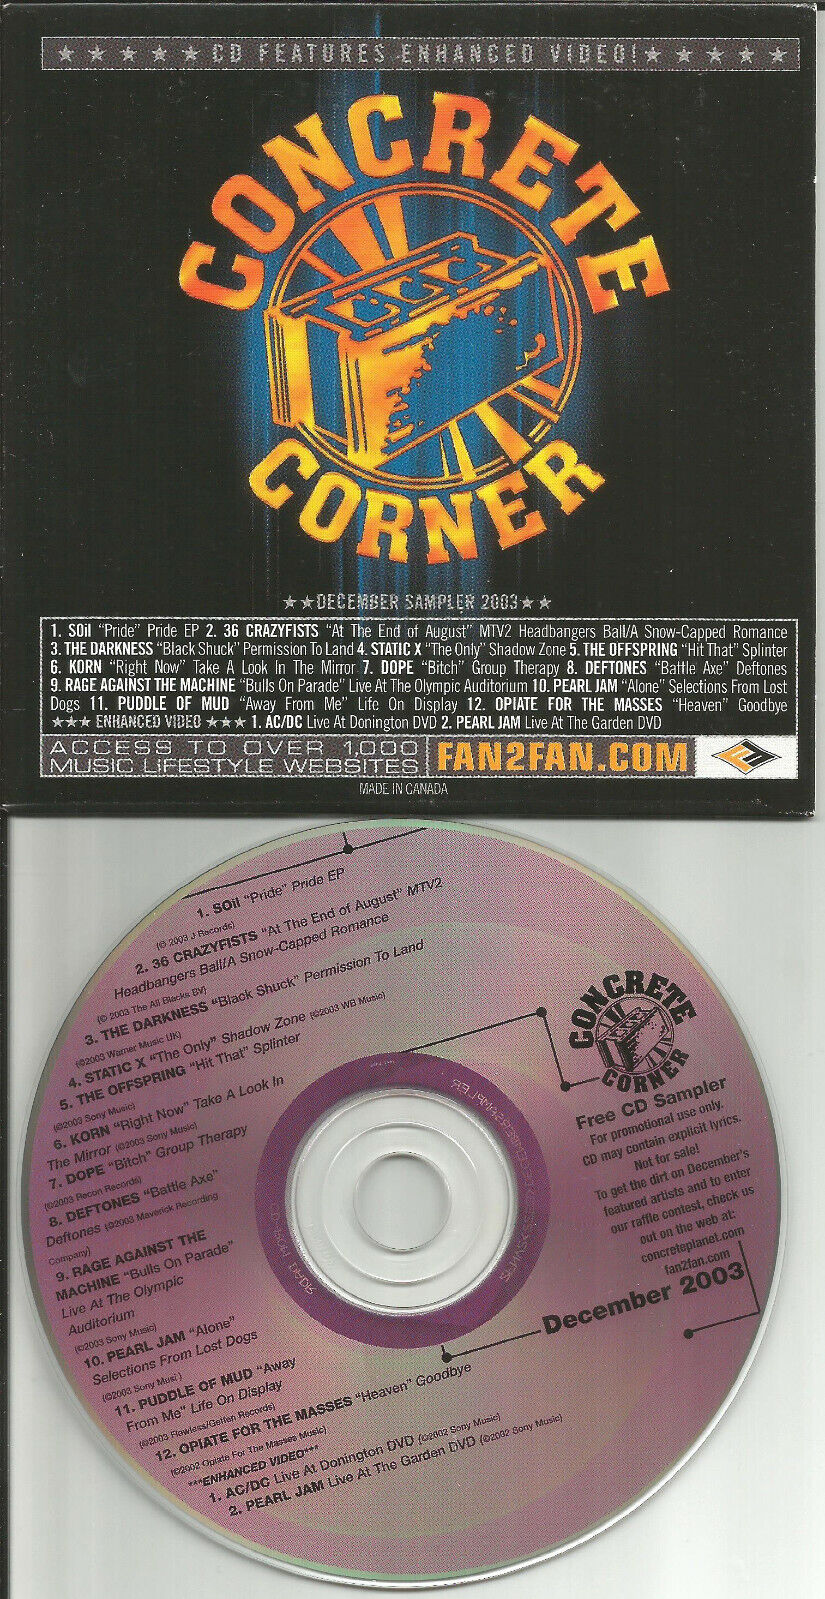 ★ ★ ★ ★ ★ CD FEATURES ENHANCED VIDEO! ★ ★ ★ ★ ★
CONCRETE
CCC
CORNER
★★DECEMBER SAMPLER 2003★★
1. SOil "Pride" Pride EP 2. 36 CRAZYFISTS "At The End of August" MTV2 Headbangers Ball/A Snow-Capped Romance
3. THE DARKNESS "Black Shuck" Permission To Land 4. STATIC X "The Only" Shadow Zone 5. THE OFFSPRING "Hit That" Splinter
6. KORN "Right Now" Take A Look In The Mirror 7. DOPE "Bitch" Group Therapy 8. DEFTONES "Battle Axe" Deftones
9. RAGE AGAINST THE MACHINE "Bulls On Parade" Live At The Olympic Auditorium 10. PEARL JAM "Alone" Selections From Lost
Dogs 11. PUDDLE OF MUD "Away From Me" Life On Display 12. OPIATE FOR THE MASSES "Heaven" Goodbye
★★★ ENHANCED VIDEO ★★★ 1. AC/DC Live At Donington DVD 2. PEARL JAM Live At The Garden DVD
ACCESS TO OVER 1,000
MUSIC LIFESTYLE WEBSITES
FAN2FAN.COM
MADE IN CANADA
1. SOil "Pride" Pride EP
(© 2003 J Records)
2. 36 CRAZYFISTS "At The End of August" MTV2
Headbangers Ball/A Snow-Capped Romance
(© 2003 The All Blacks BV)
3. THE DARKNESS "Black Shuck" Permission To Land
(©2003 Warner Music UK)
4. STATIC X "The Only" Shadow Zone (©2003 WB Music)
5. THE OFFSPRING "Hit That" Splinter
(©2003 Sony Music)
6. KORN "Right Now" Take A Look In
The Mirror (©2003 Sony Music)
7. DOPE "Bitch" Group Therapy
(©2003 Recon Records)
8. DEFTONES "Battle Axe"
Deftones (©2003 Maverick Recording
Company)
9. RAGE AGAINST THE
MACHINE "Bulls On Parade"
Live At The Olympic
Auditorium
(©2003 Sony Music)
10. PEARL JAM "Alone"
Selections From Lost Dogs
(©2003 Sony Musi )
11. PUDDLE OF MUD "Away
From Me" Life On Display
(©2003 Flawless/Geffen Records)
12. OPIATE FOR THE MASSES "Heaven" Goodbye
(©2002 Opiate For The Masses Music)
***ENHANCED VIDEO***
1. AC/DC Live At Donington DVD (©2002 Sony Music)
2. PEARL JAM Live At The Garden DVD (©2002 Sony Music)
CONCRETE
CORNER
Free CD Sampler
For promotional use only.
CD may contain explicit lyrics.
Not for sale!
To get the dirt on December's
featured artists and to enter
our raffle contest, check us
out on the web at:
concreteplanet.com
fan2fan.com
December 2003